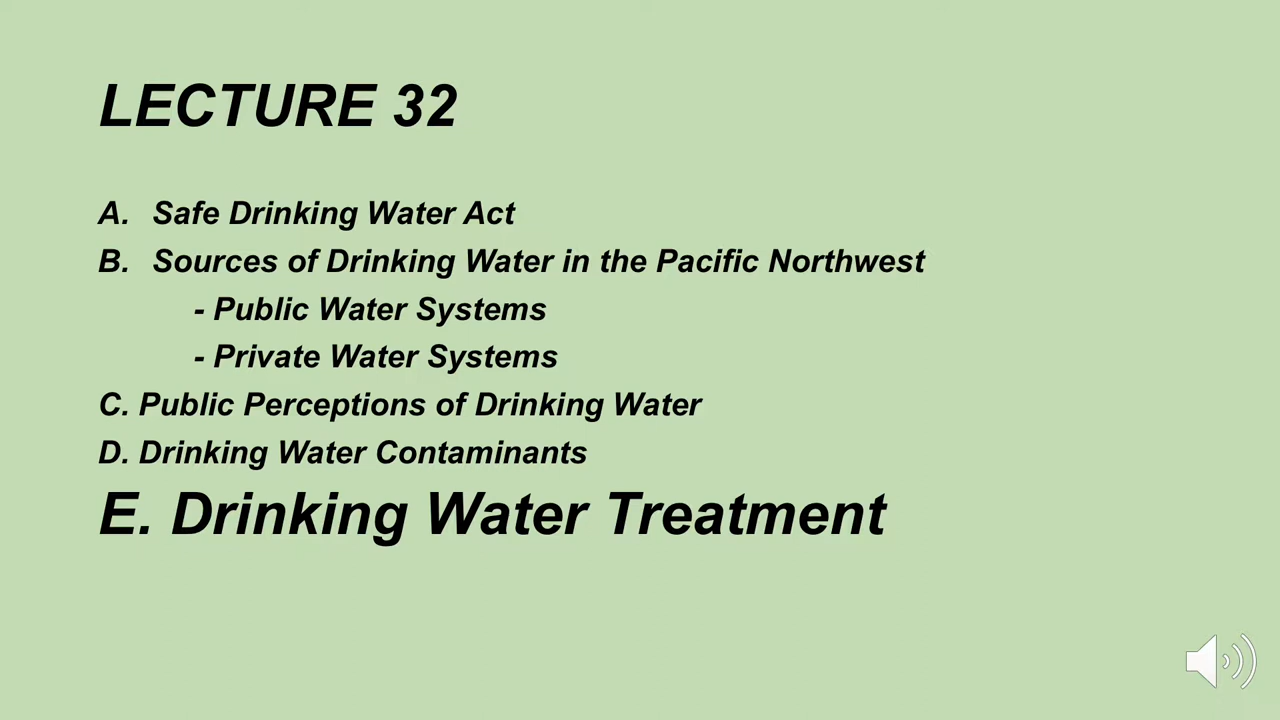 LECTURE 32
A. Safe Drinking Water Act
B. Sources of Drinking Water in the Pacific Northwest
- Public Water Systems
- Private Water Systems
C. Public Perceptions of Drinking Water
D. Drinking Water Contaminants
E. Drinking Water Treatment